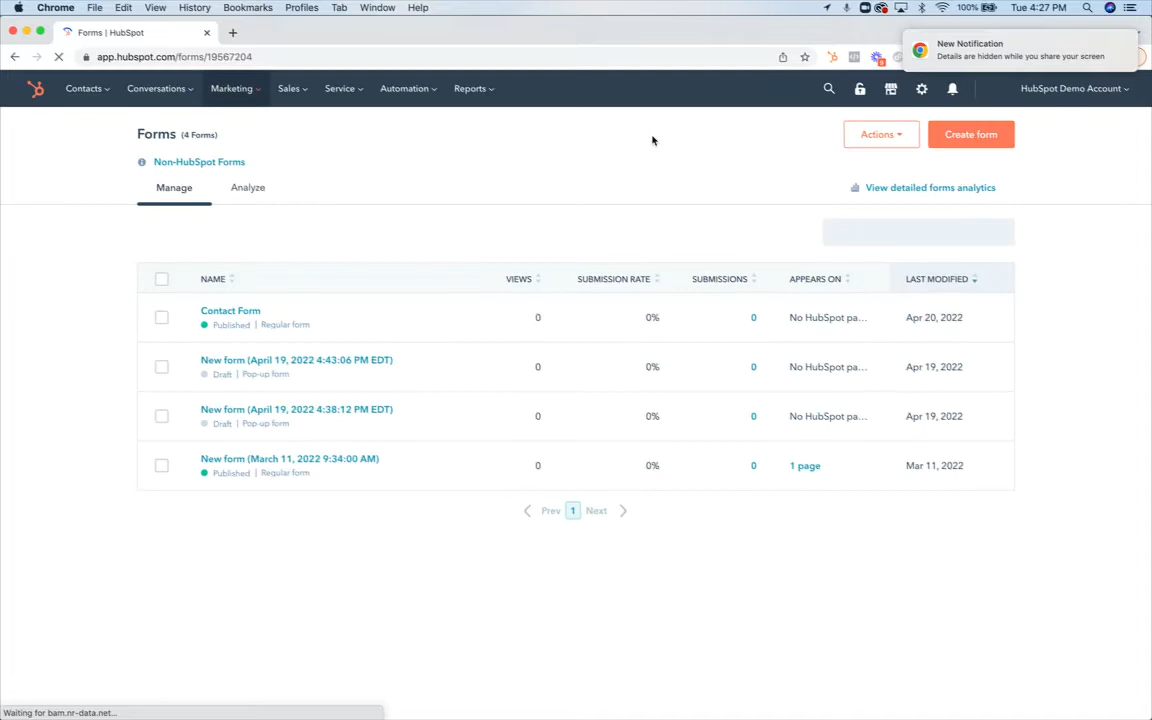 Chrome File Edit View History Bookmarks Profiles Tab Window Help 100% Tue 4:27 PM
Forms | HubSpot
app.hubspot.com/forms/19567204
New Notification
Details are hidden while you share your screen
Contacts Conversations Marketing Sales Service Automation Reports HubSpot Demo Account
Forms (4 Forms)
Actions
Create form
Non-HubSpot Forms
Manage Analyze
View detailed forms analytics
NAME VIEWS SUBMISSION RATE SUBMISSIONS APPEARS ON LAST MODIFIED
Contact Form
Published | Regular form
0 0% 0 No HubSpot pa... Apr 20, 2022
New form (April 19, 2022 4:43:06 PM EDT)
Draft | Pop-up form
0 0% 0 No HubSpot pa... Apr 19, 2022
New form (April 19, 2022 4:38:12 PM EDT)
Draft | Pop-up form
0 0% 0 No HubSpot pa... Apr 19, 2022
New form (March 11, 2022 9:34:00 AM)
Published | Regular form
0 0% 0 1 page Mar 11, 2022
Prev 1 Next
Waiting for bam.nr-data.net...